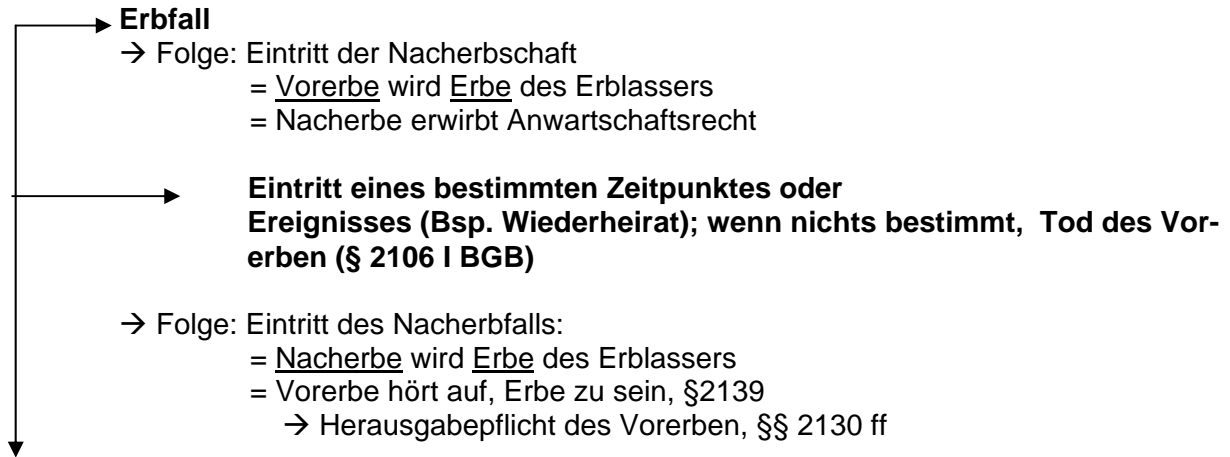 Erbfall
→ Folge: Eintritt der Nacherbschaft
= Vorerbe wird Erbe des Erblassers
= Nacherbe erwirbt Anwartschaftsrecht
Eintritt eines bestimmten Zeitpunktes oder
Ereignisses (Bsp. Wiederheirat); wenn nichts bestimmt, Tod des Vor-
erben (§ 2106 I BGB)
→ Folge: Eintritt des Nacherbfalls:
= Nacherbe wird Erbe des Erblassers
= Vorerbe hört auf, Erbe zu sein, §2139
→ Herausgabepflicht des Vorerben, §§ 2130 ff